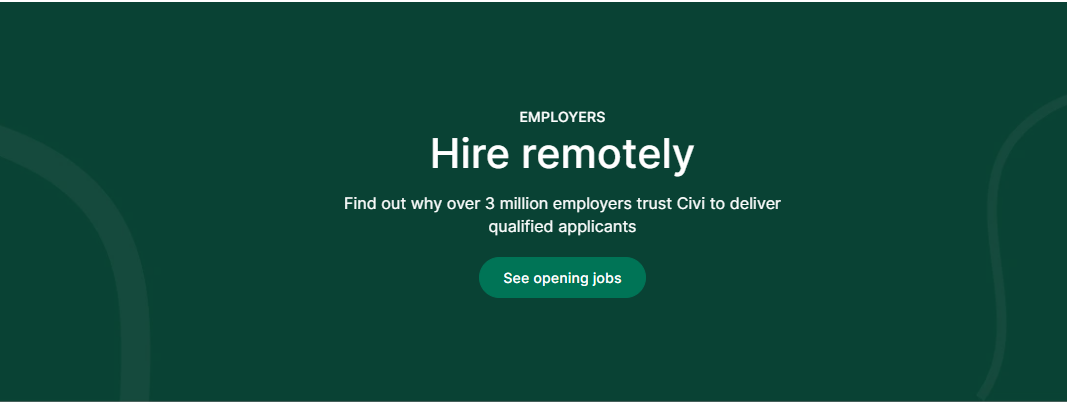 EMPLOYERS
Hire remotely
Find out why over 3 million employers trust Civi to deliver
qualified applicants
See opening jobs